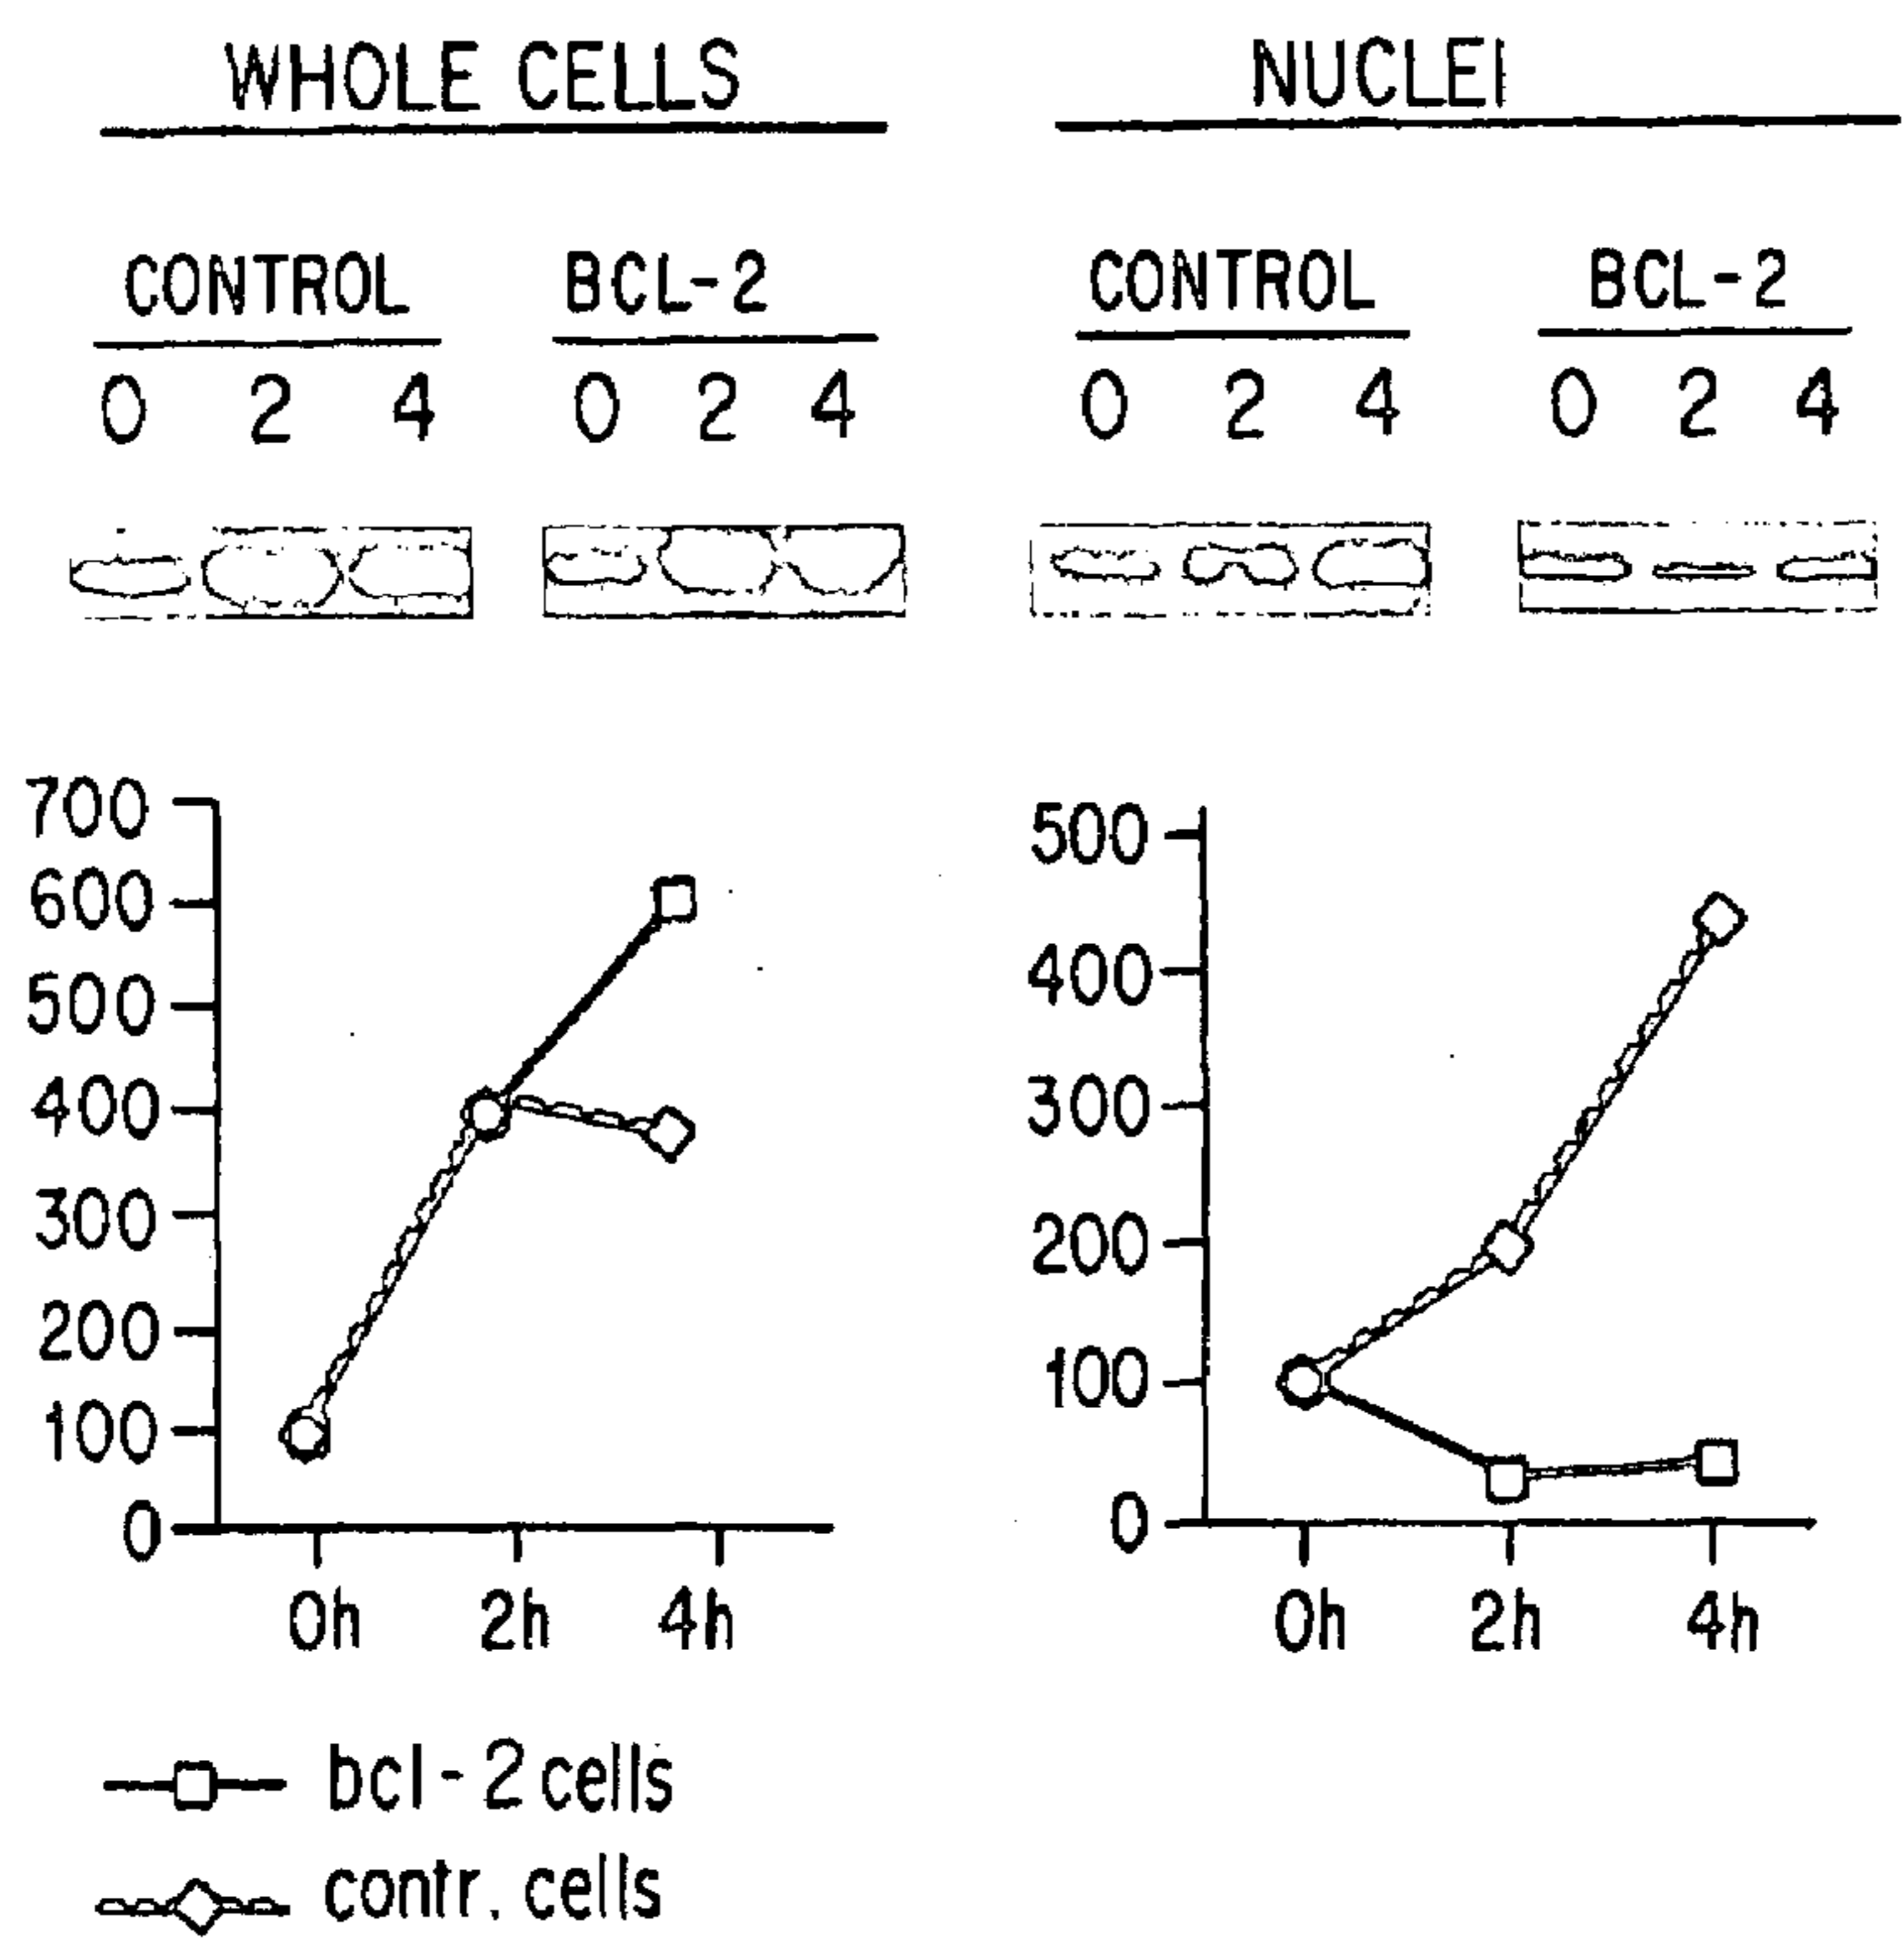 WHOLE CELLS NUCLEI
CONTROL BCL-2 CONTROL BCL-2
0 2 4 0 2 4 0 2 4 0 2 4
700
600
500
400
300
200
100
0
0h 2h 4h
500
400
300
200
100
0
0h 2h 4h
bcl-2 cells
contr. cells